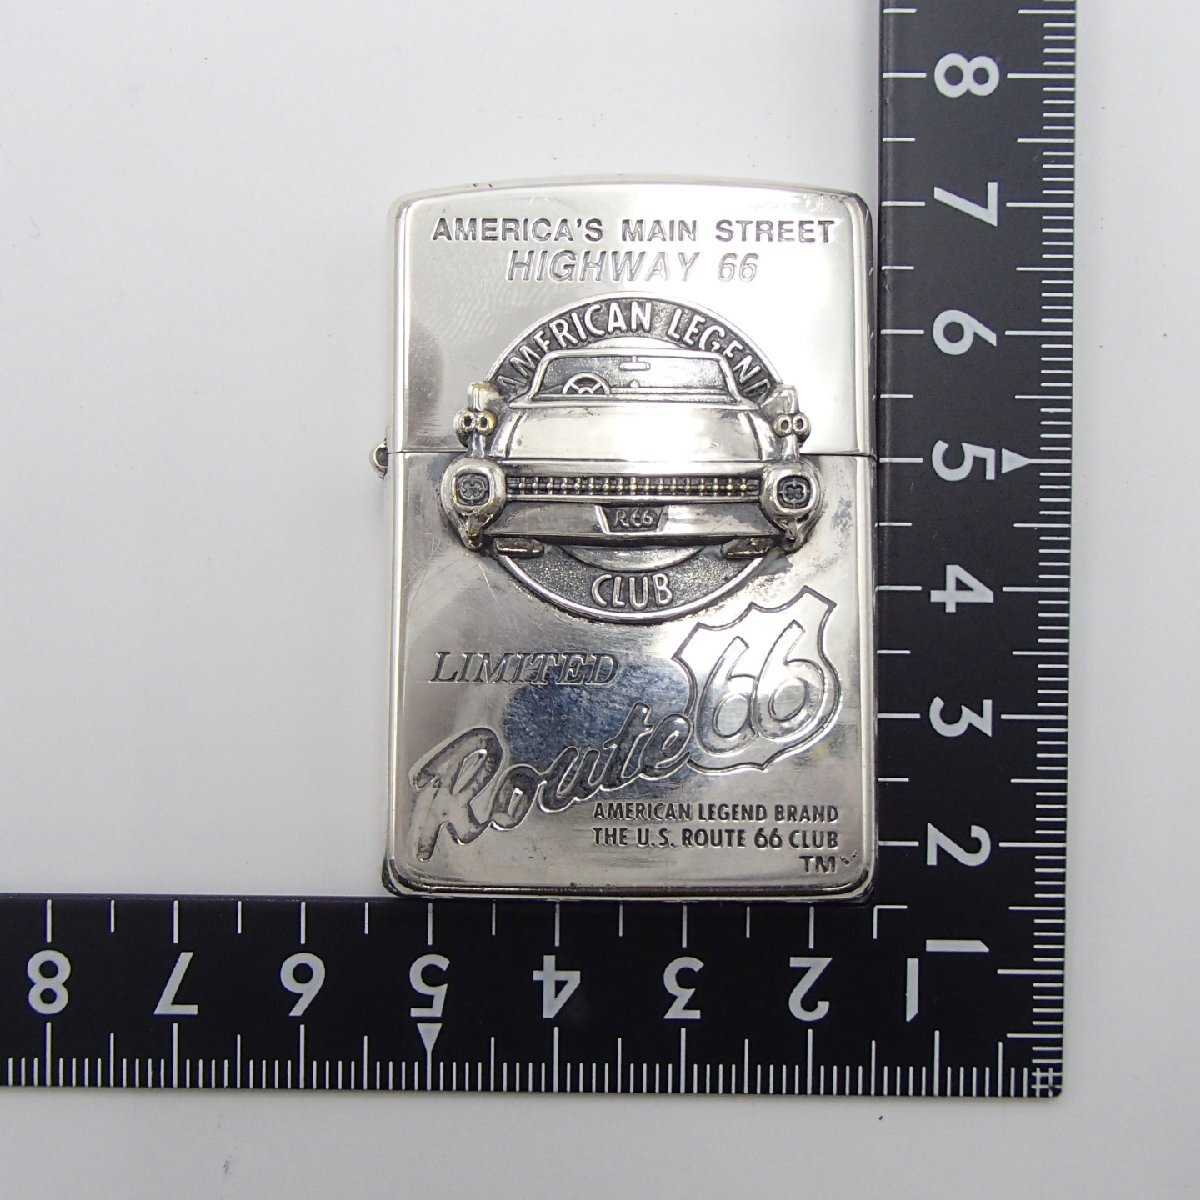 AMERICA'S MAIN STREET
HIGHWAY 66
AMERICAN LEGEND
R66
CLUB
LIMITED
Route 66
AMERICAN LEGEND BRAND
THE U.S. ROUTE 66 CLUB
TM
8
7
6
5
4
3
2
1
8
7
6
5
4
3
2
1